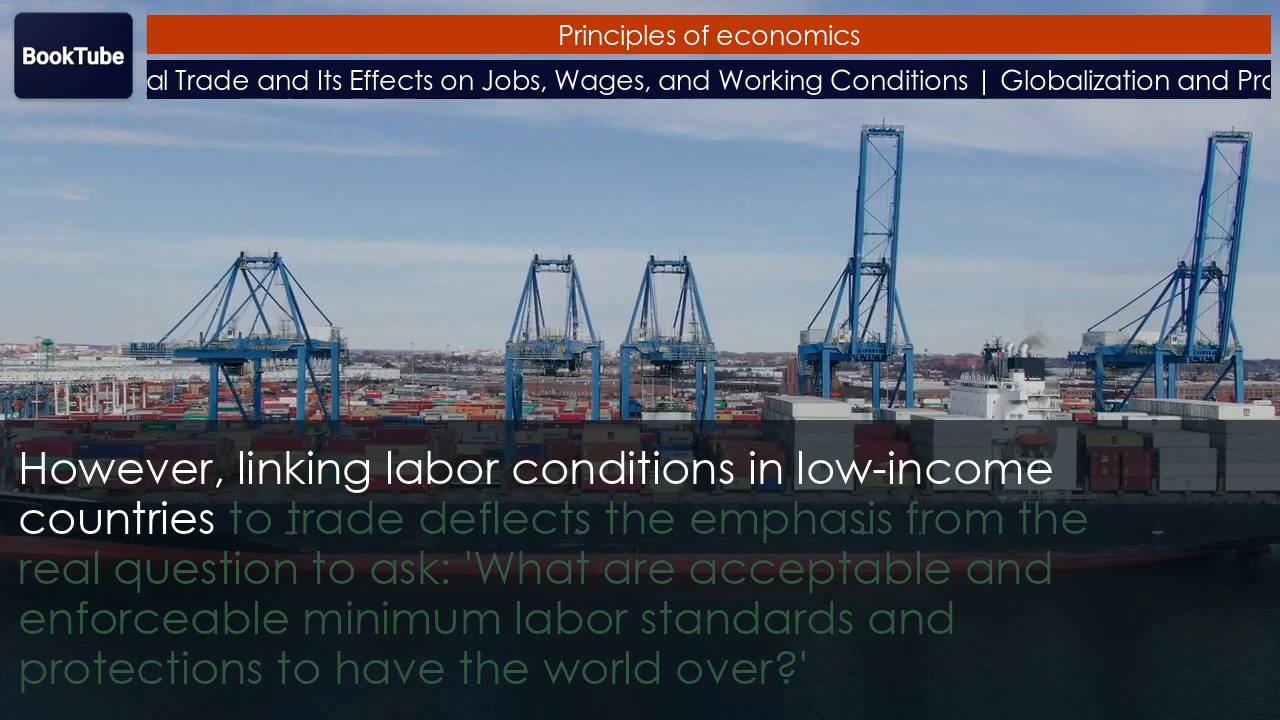 BookTube
Principles of economics
al Trade and Its Effects on Jobs, Wages, and Working Conditions | Globalization and Pro
However, linking labor conditions in low-income
countries to trade deflects the emphasis from the
real question to ask: 'What are acceptable and
enforceable minimum labor standards and
protections to have the world over?'